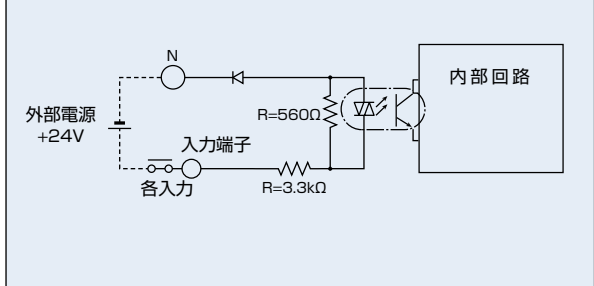 N
内部回路
外部電源
+24V
R=560Ω
入力端子
各入力
R=3.3kΩ